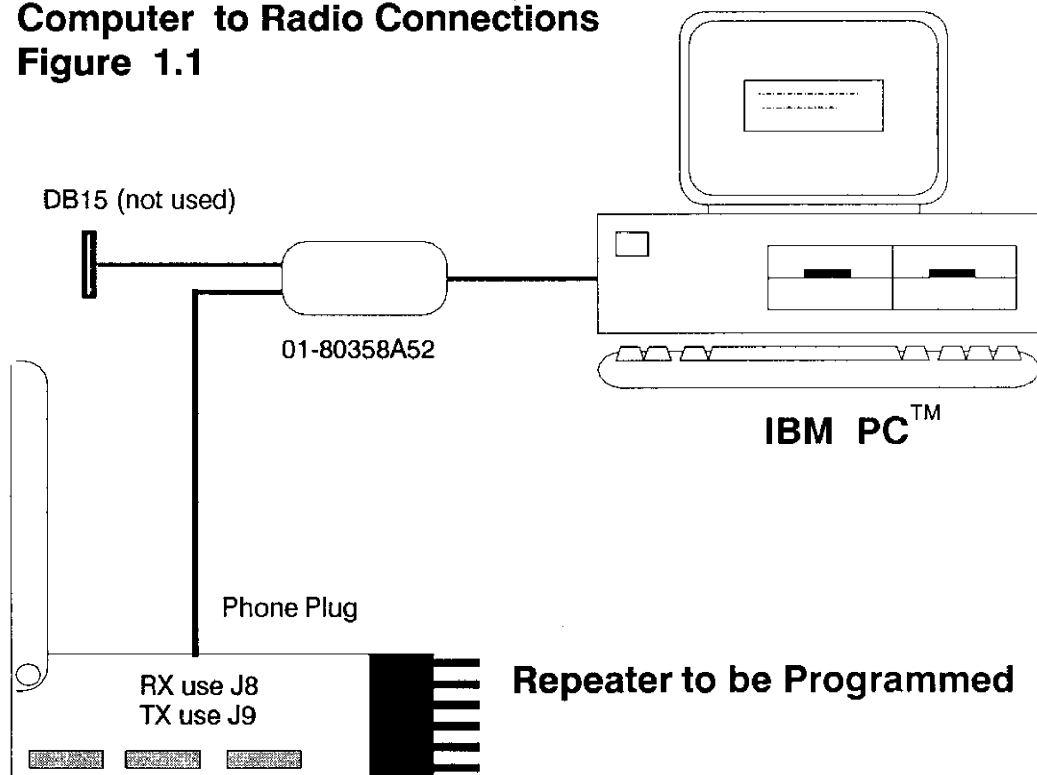 Computer to Radio Connections
Figure 1.1
DB15 (not used)
01-80358A52
IBM PC™
Phone Plug
RX use J8
TX use J9
Repeater to be Programmed